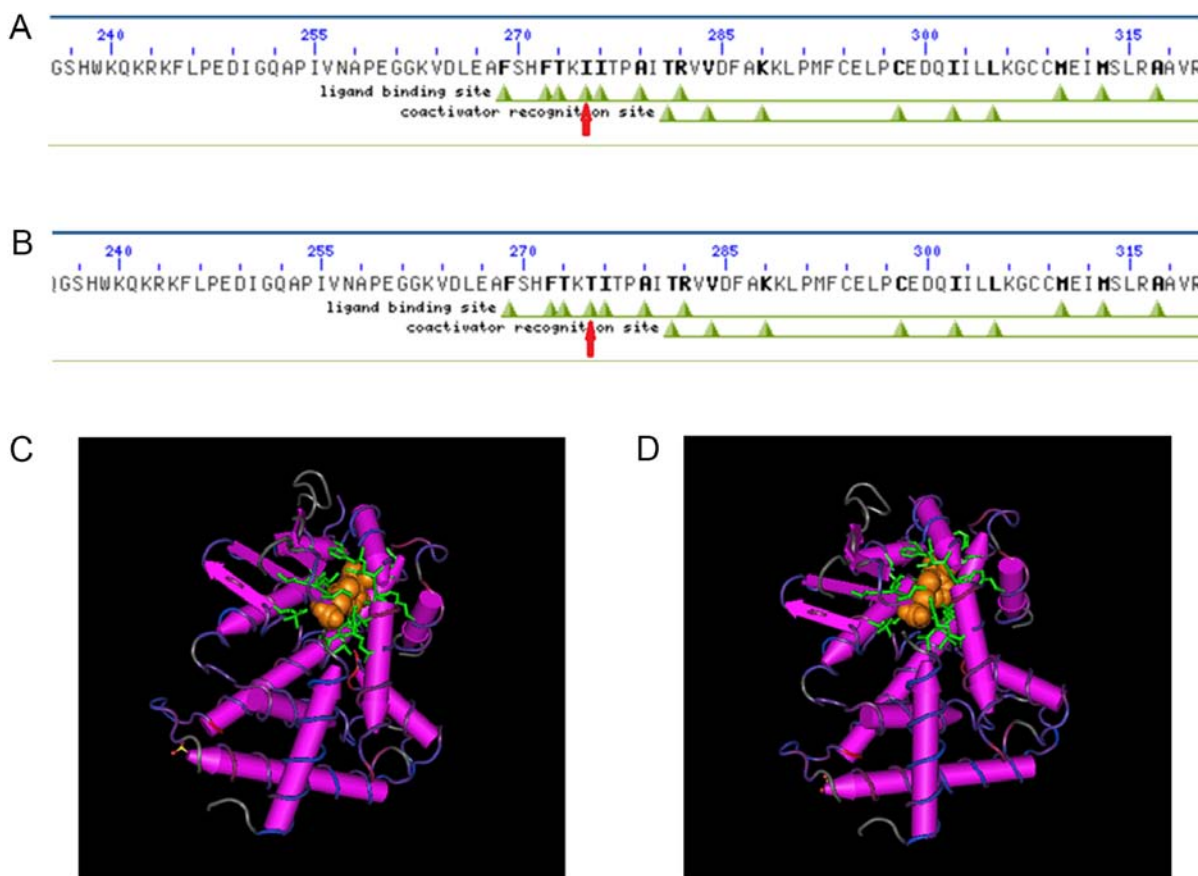 A
240 255 270 285 300 315
GSHWKQKRKFLPEDIGQAPIVNAPEGGKVDLEAFSHFTKIITPAITRVVDFAKKLPMFCELPCEDQIILLKGCCMEIMSLRAAVR
ligand binding site
coactivator recognition site
B
240 255 270 285 300 315
QGSHWKQKRKFLPEDIGQAPIVNAPEGGKVDLEAFSHFTKTITPAITRVVDFAKKLPMFCELPCEDQIILLKGCCMEIMSLRAAVR
ligand binding site
coactivator recognition site
C D